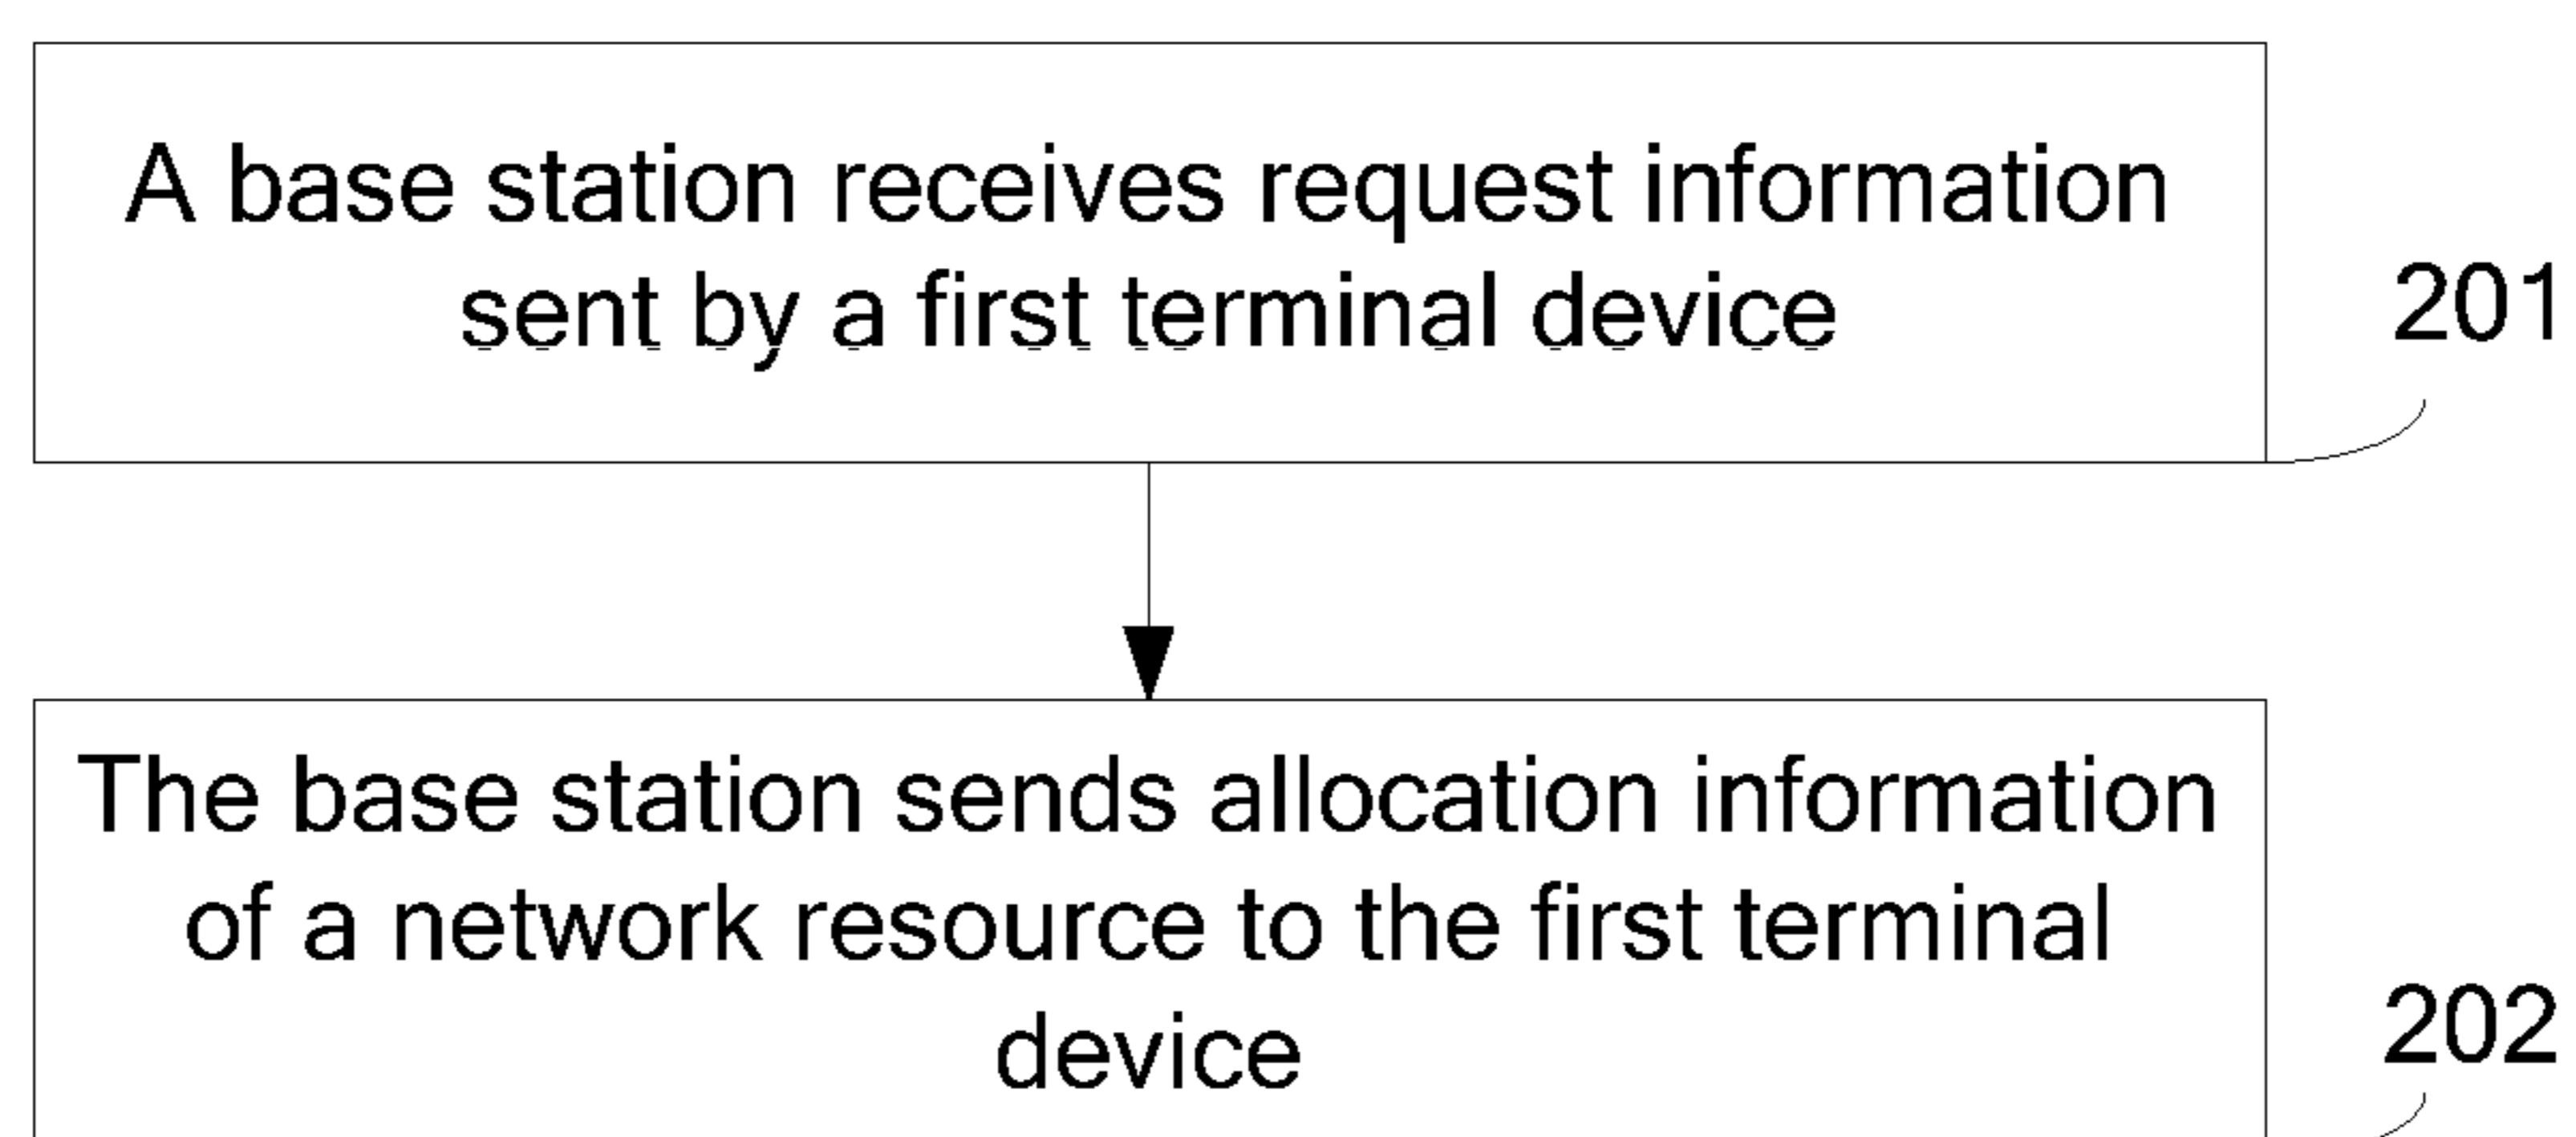 A base station receives request information
sent by a first terminal device
201
The base station sends allocation information
of a network resource to the first terminal
device
202